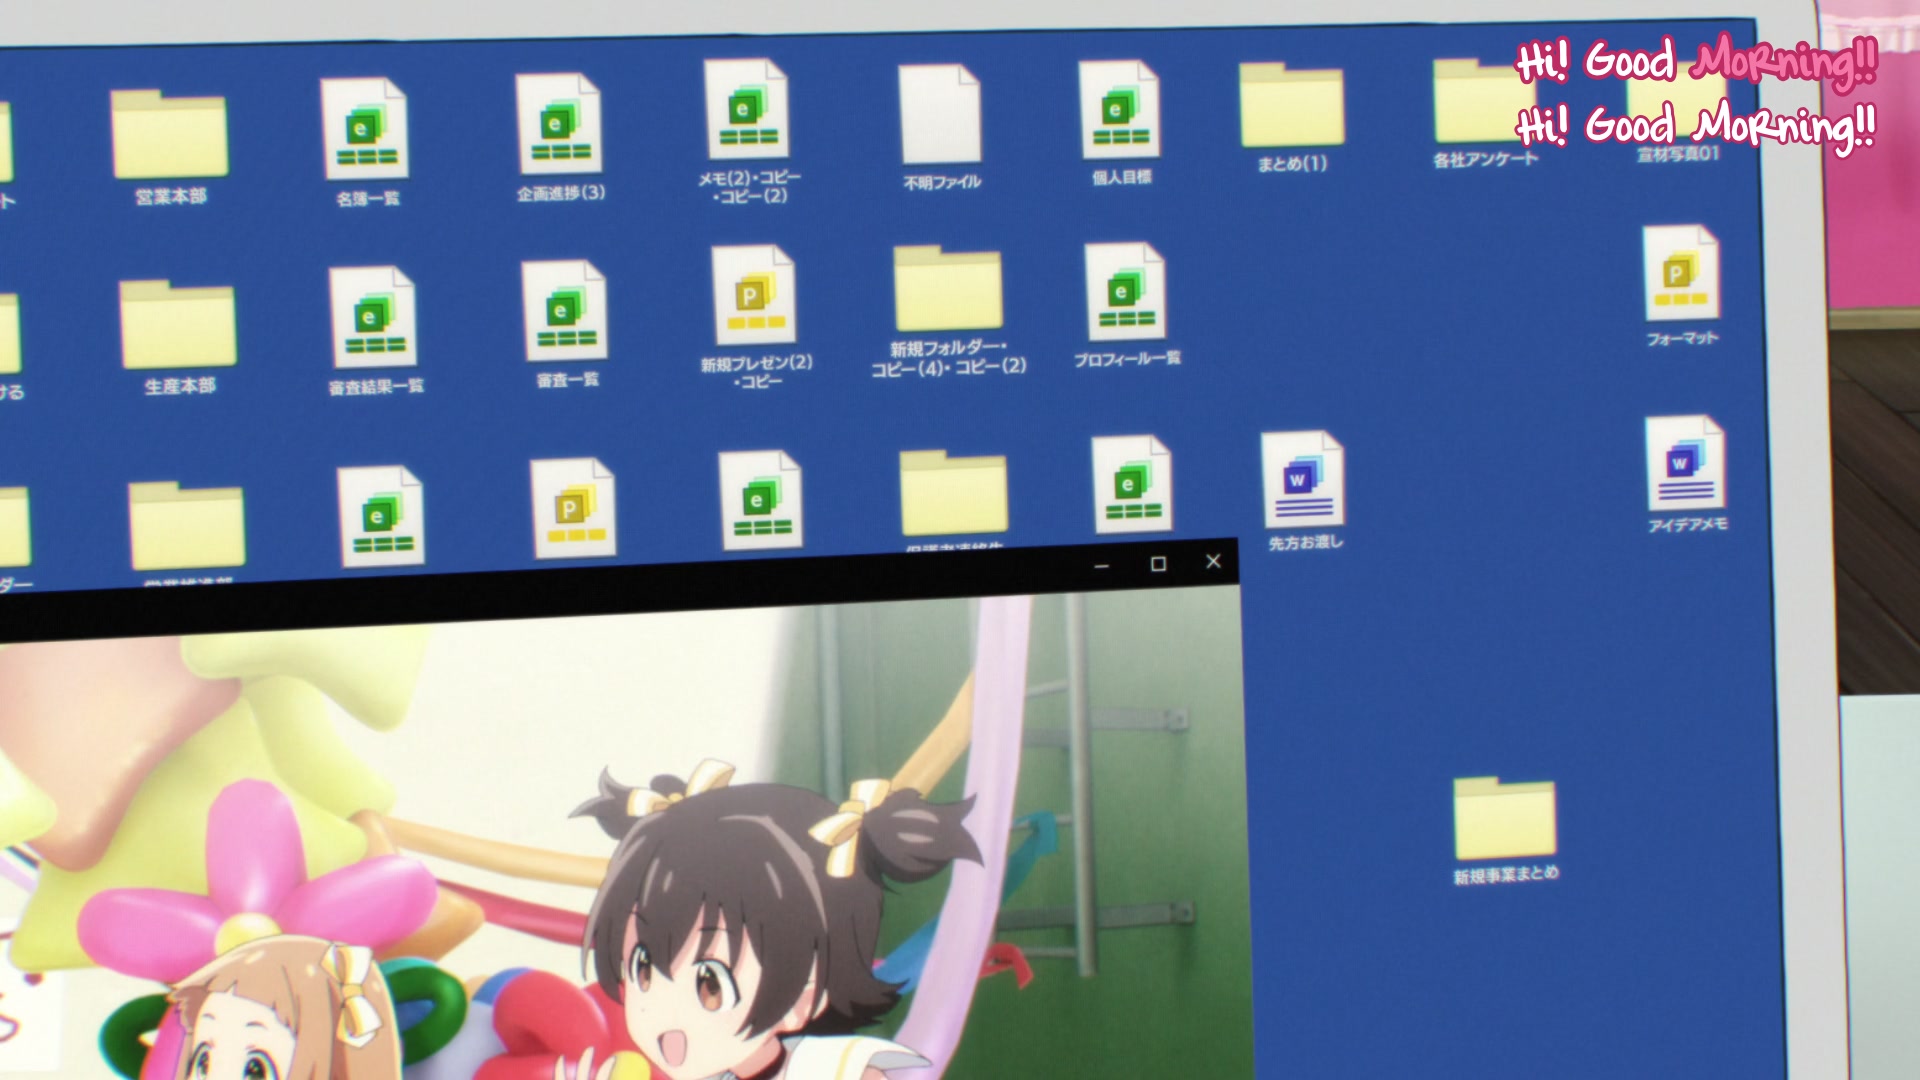 Hi! Good Morning!!
Hi! Good Morning!!
ト
営業本部
名簿一覧
企画進捗(3)
メモ(2)・コピー
・コピー(2)
不明ファイル
個人目標
まとめ(1)
各社アンケート
宣材写真01
ける
生産本部
審査結果一覧
審査一覧
新規プレゼン(2)
・コピー
新規フォルダー・
コピー(4)・コピー(2)
プロフィール一覧
フォーマット
ダー
先方お渡し
アイデアメモ
新規事業まとめ